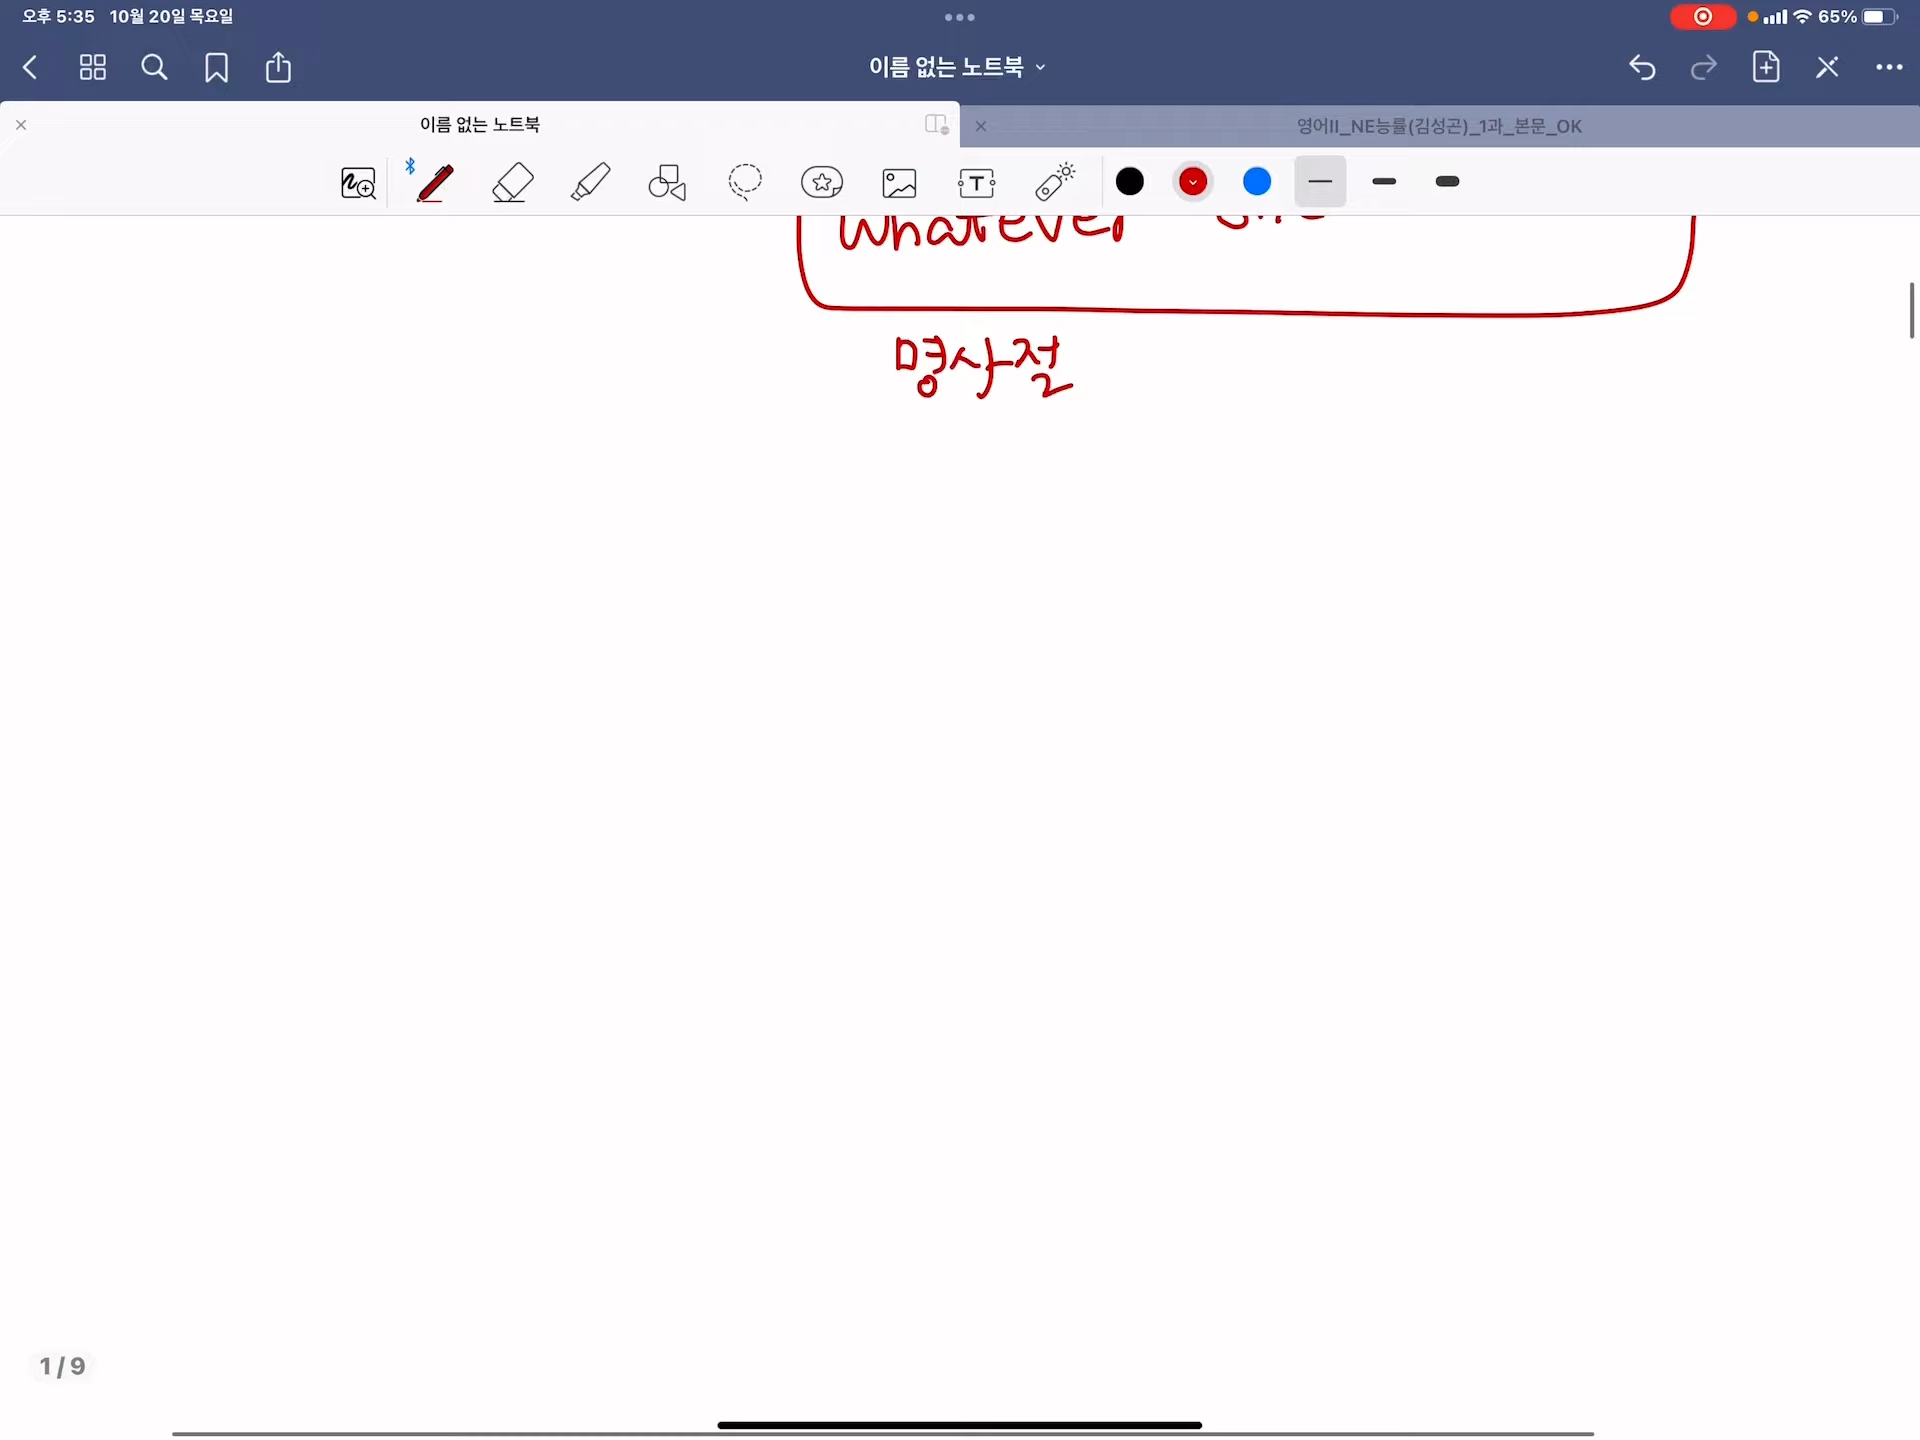 오후 5:35 10월 20일 목요일
65%
이름 없는 노트북
이름 없는 노트북
영어II_NE능률(김성곤)_1과_본문_OK
T
Whatever
명사절
1 / 9